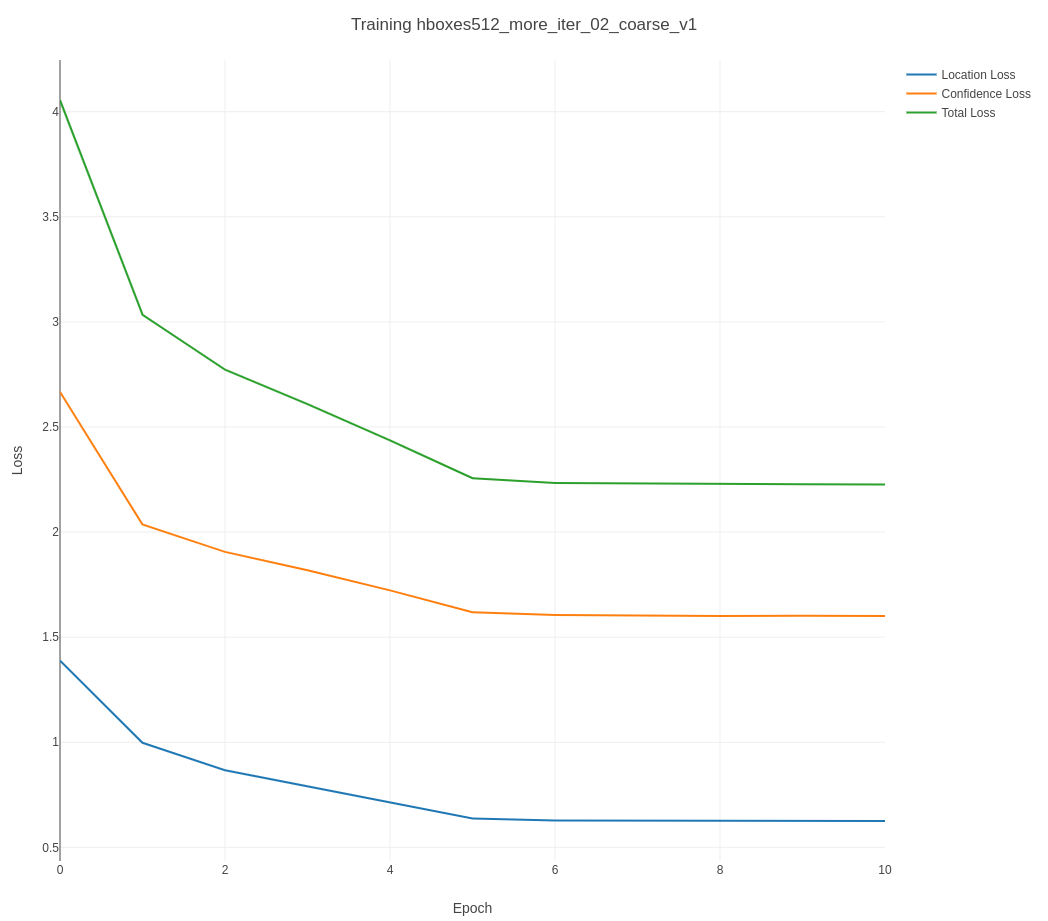 Training hboxes512_more_iter_02_coarse_v1
Location Loss
Confidence Loss
Total Loss
4
3.5
3
2.5
2
1.5
1
0.5
Loss
0
2
4
6
8
10
Epoch